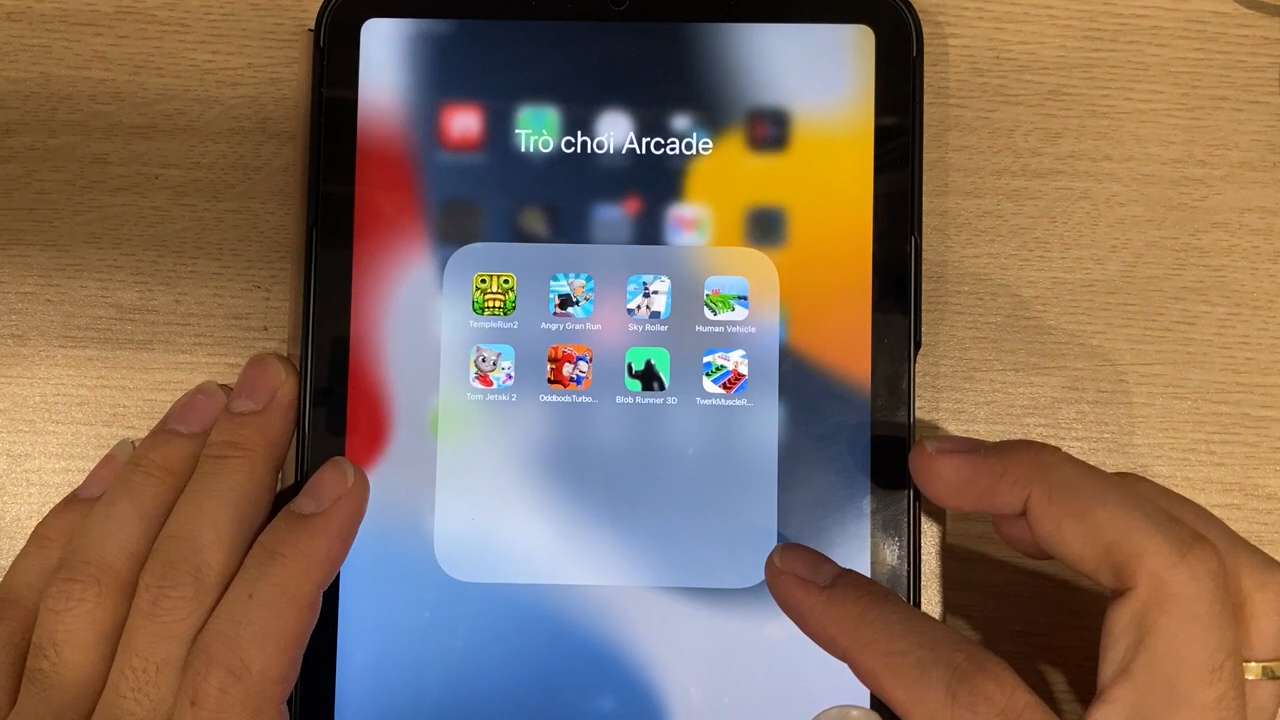 Trò chơi Arcade
TempleRun2 Angry Gran Run Sky Roller Human Vehicle
Tom Jetski 2 OddbodsTurbo... Blob Runner 3D TwerkMuscleR...